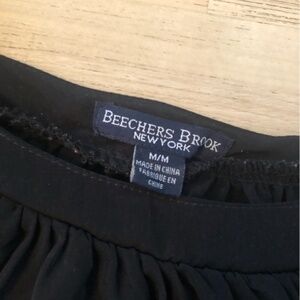 BEECHERS BROOK
NEW YORK
M/M
MADE IN CHINA
FABRIQUE EN
CHINE